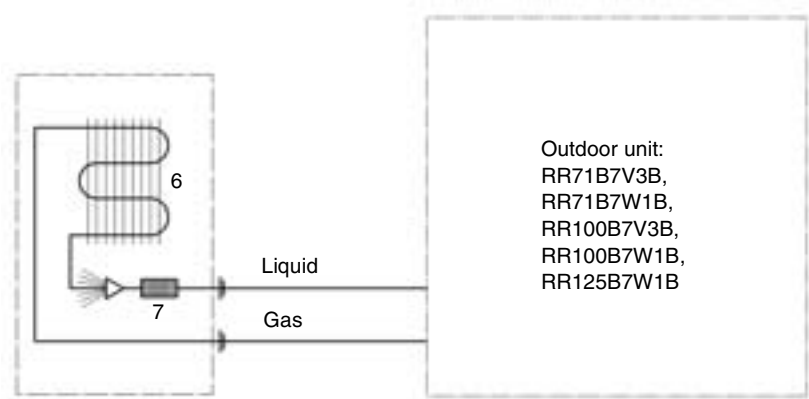 6
Liquid
7
Gas
Outdoor unit:
RR71B7V3B,
RR71B7W1B,
RR100B7V3B,
RR100B7W1B,
RR125B7W1B